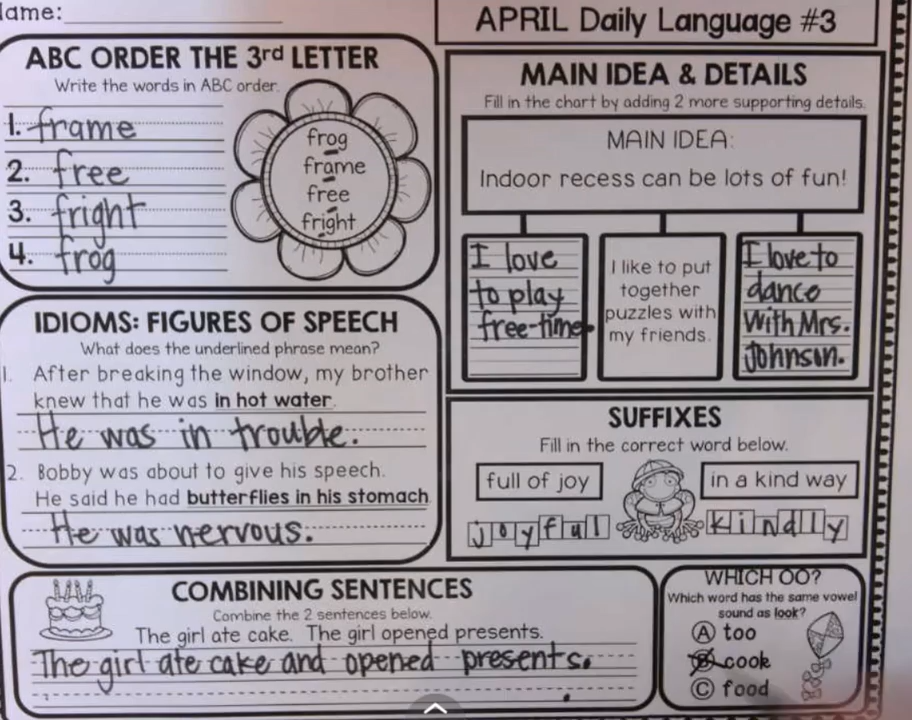 Name:
APRIL Daily Language #3
ABC ORDER THE 3rd LETTER
Write the words in ABC order.
1. frame
2. free
3. fright
4. frog
frog
frame
free
fright
MAIN IDEA & DETAILS
Fill in the chart by adding 2 more supporting details.
MAIN IDEA:
Indoor recess can be lots of fun!
I love
to play
free-time
I like to put
together
puzzles with
my friends.
I love to
dance
with Mrs.
Johnson.
IDIOMS: FIGURES OF SPEECH
What does the underlined phrase mean?
1. After breaking the window, my brother
knew that he was in hot water.
He was in trouble.
2. Bobby was about to give his speech.
He said he had butterflies in his stomach.
He was nervous.
SUFFIXES
Fill in the correct word below.
full of joy
in a kind way
joyful
kindly
COMBINING SENTENCES
Combine the 2 sentences below.
The girl ate cake. The girl opened presents.
The girl ate cake and opened presents.
WHICH OO?
Which word has the same vowel
sound as look?
A too
B cook
C food